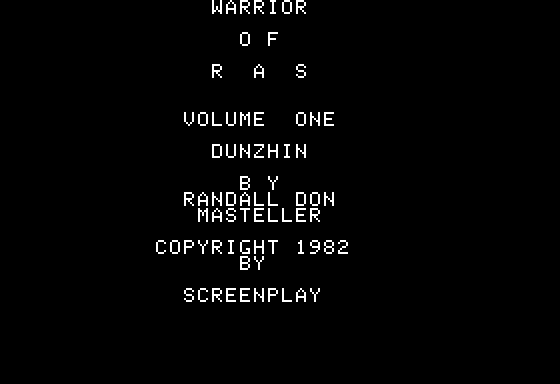 WARRIOR
O F
R A S
VOLUME ONE
DUNZHIN
B Y
RANDALL DON
MASTELLER
COPYRIGHT 1982
BY
SCREENPLAY